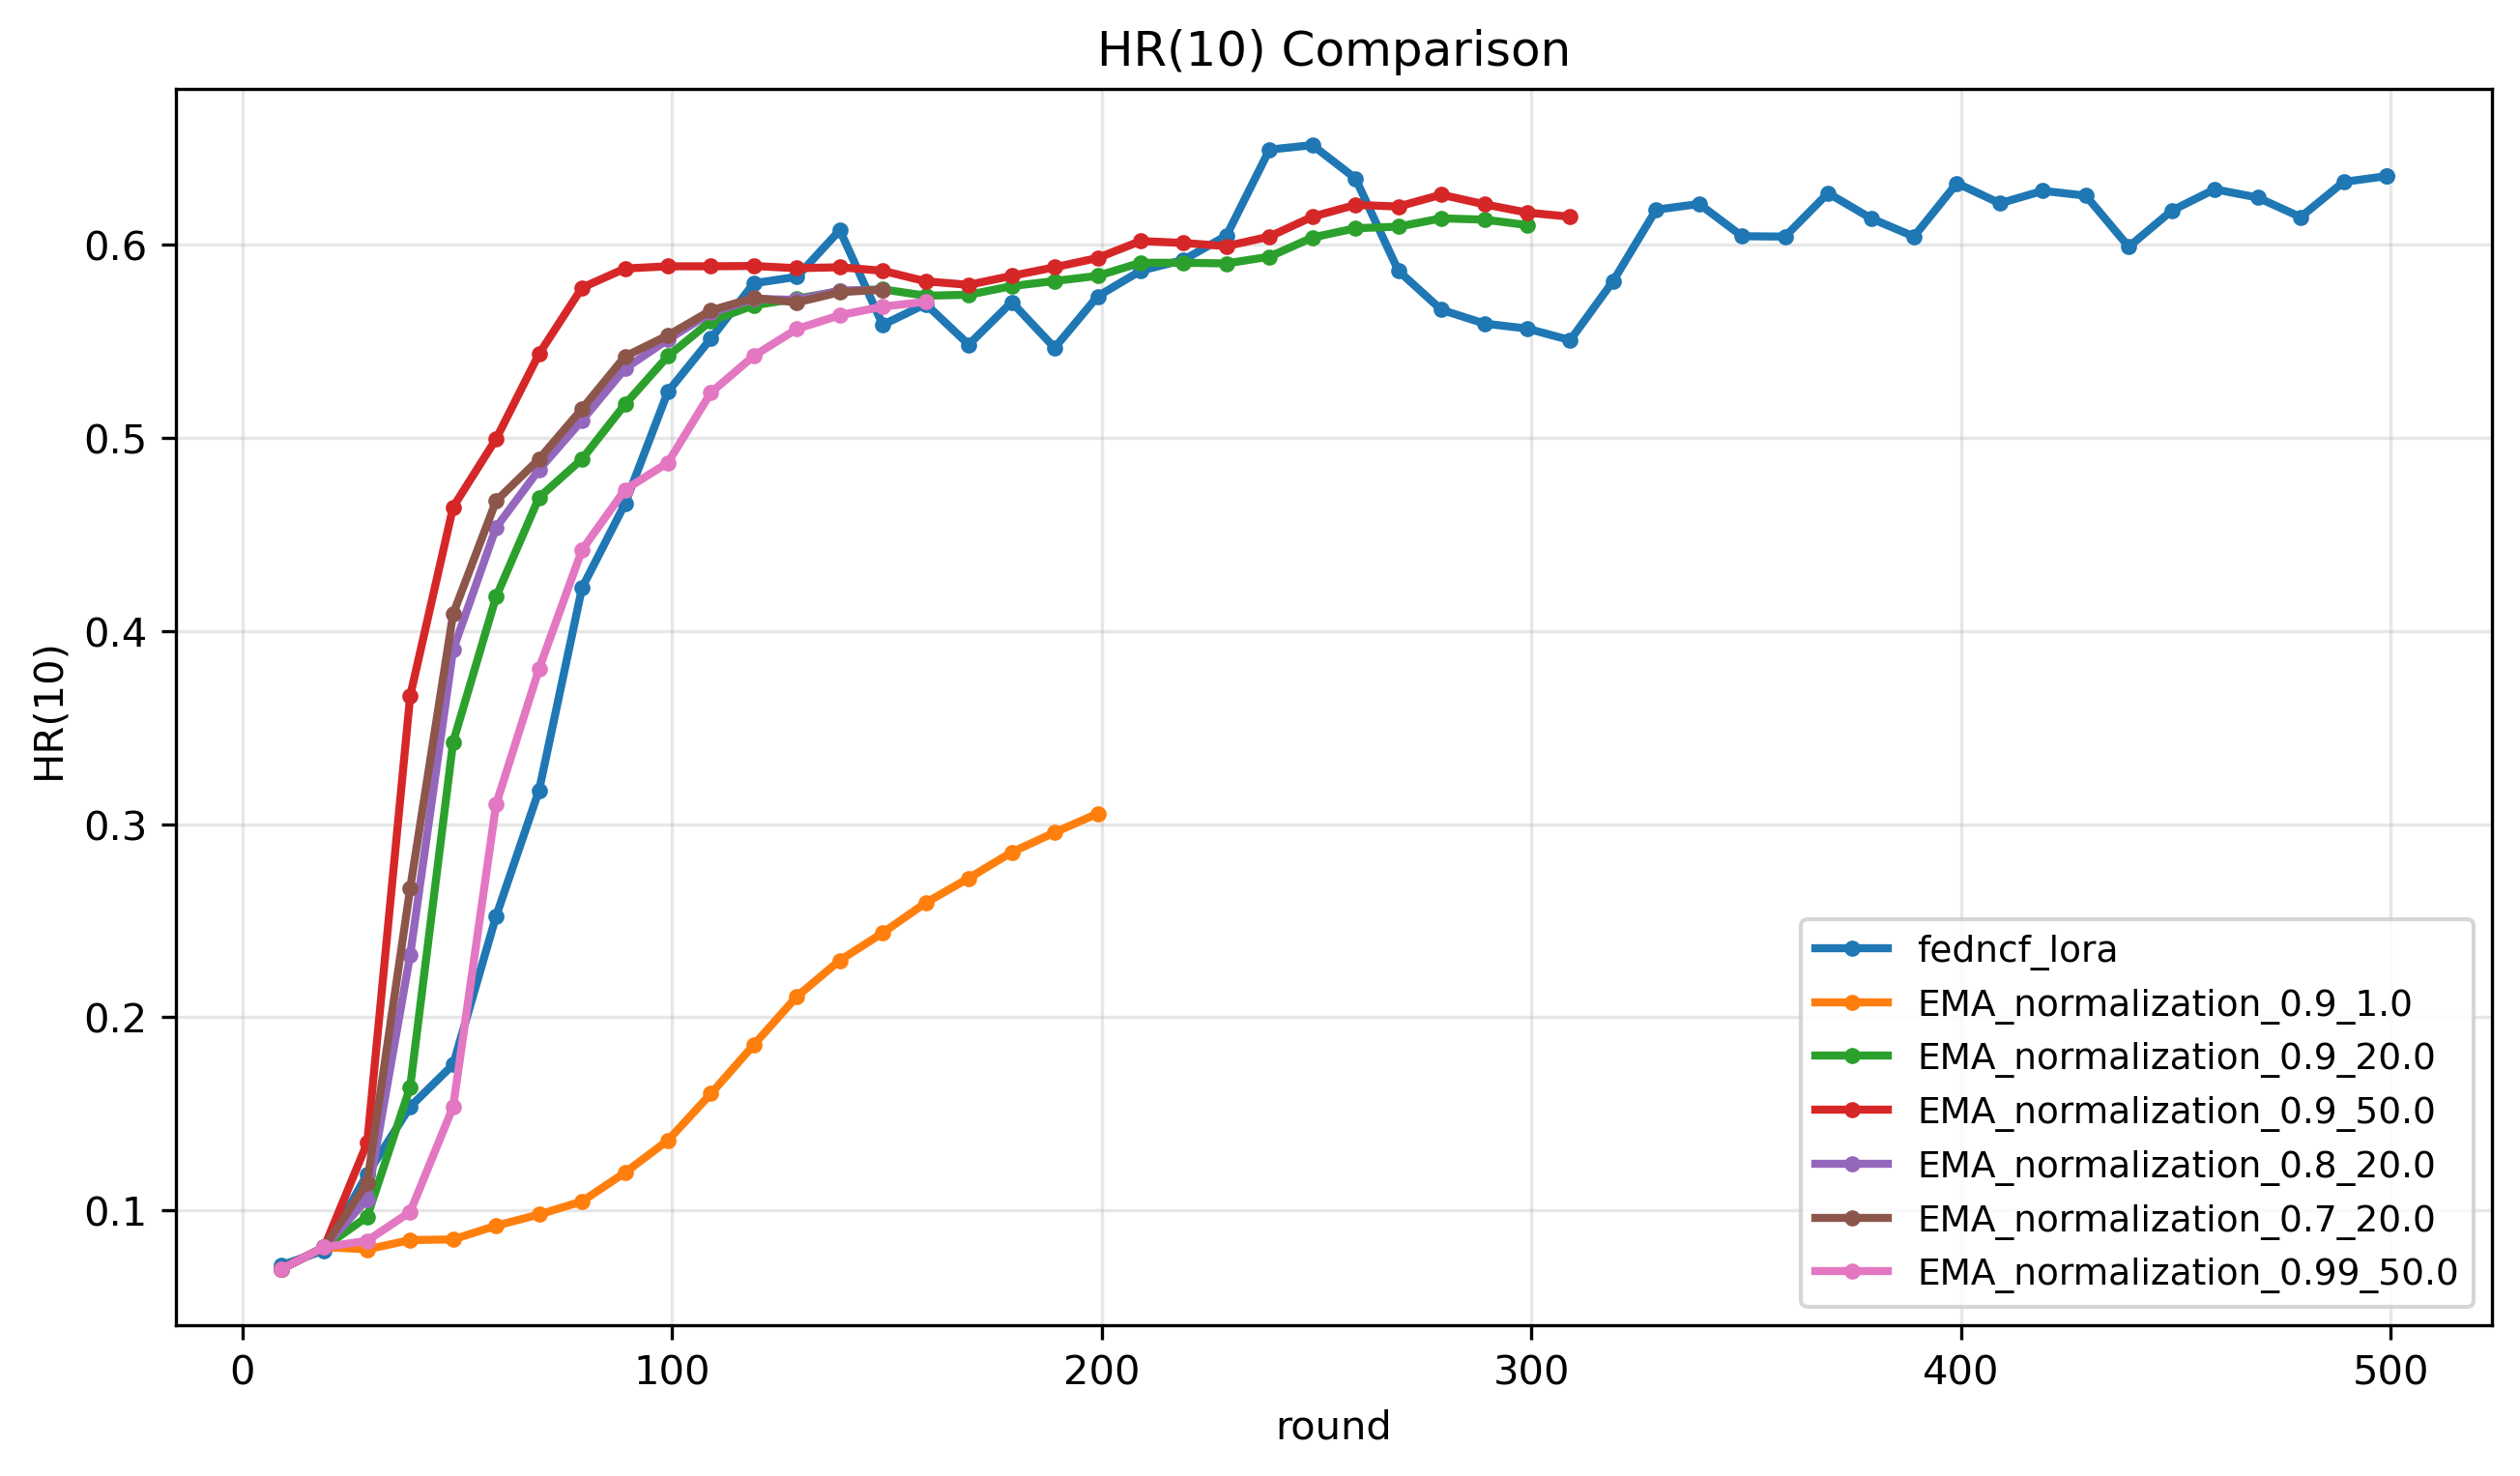 HR(10) Comparison
HR(10)
0.6
0.5
0.4
0.3
0.2
0.1
0
100
200
300
400
500
round
fedncf_lora
EMA_normalization_0.9_1.0
EMA_normalization_0.9_20.0
EMA_normalization_0.9_50.0
EMA_normalization_0.8_20.0
EMA_normalization_0.7_20.0
EMA_normalization_0.99_50.0